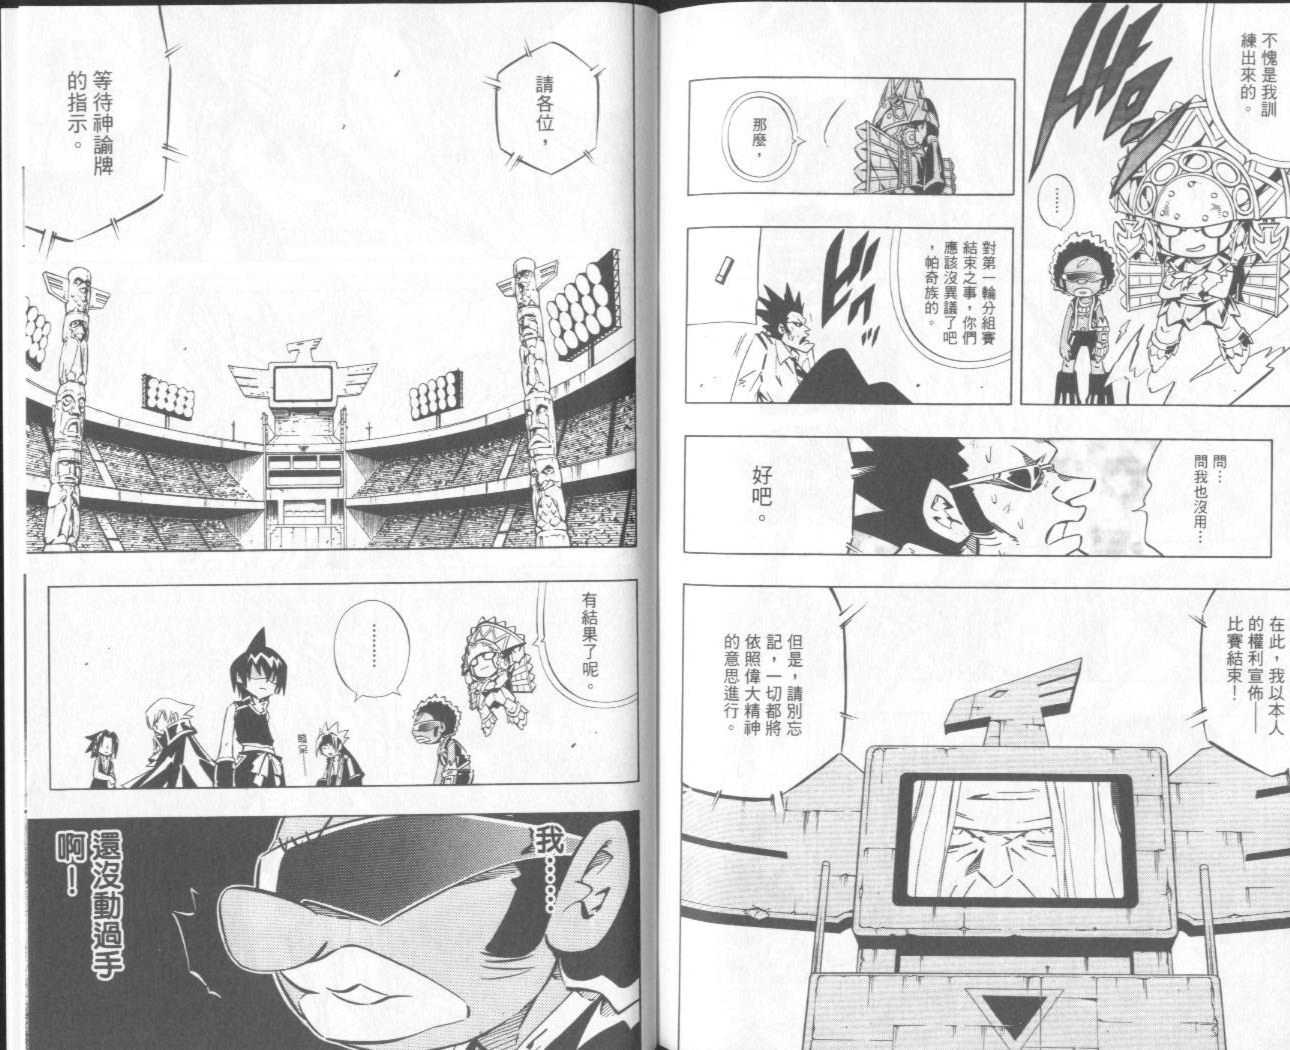 不愧是我訓
練出來的。
……
那麼，
對第一輪分組賽
結束之事，你們
應該沒異議了吧
，帕奇族的。
問…
問我也沒用…
好吧。
在此，我以本人
的權利宣佈——
比賽結束！
但是，請別忘
記，一切都將
依照偉大精神
的意思進行。
請各位，
等待神諭牌
的指示。
有結果了呢。
………
我……
還沒動過手
啊！